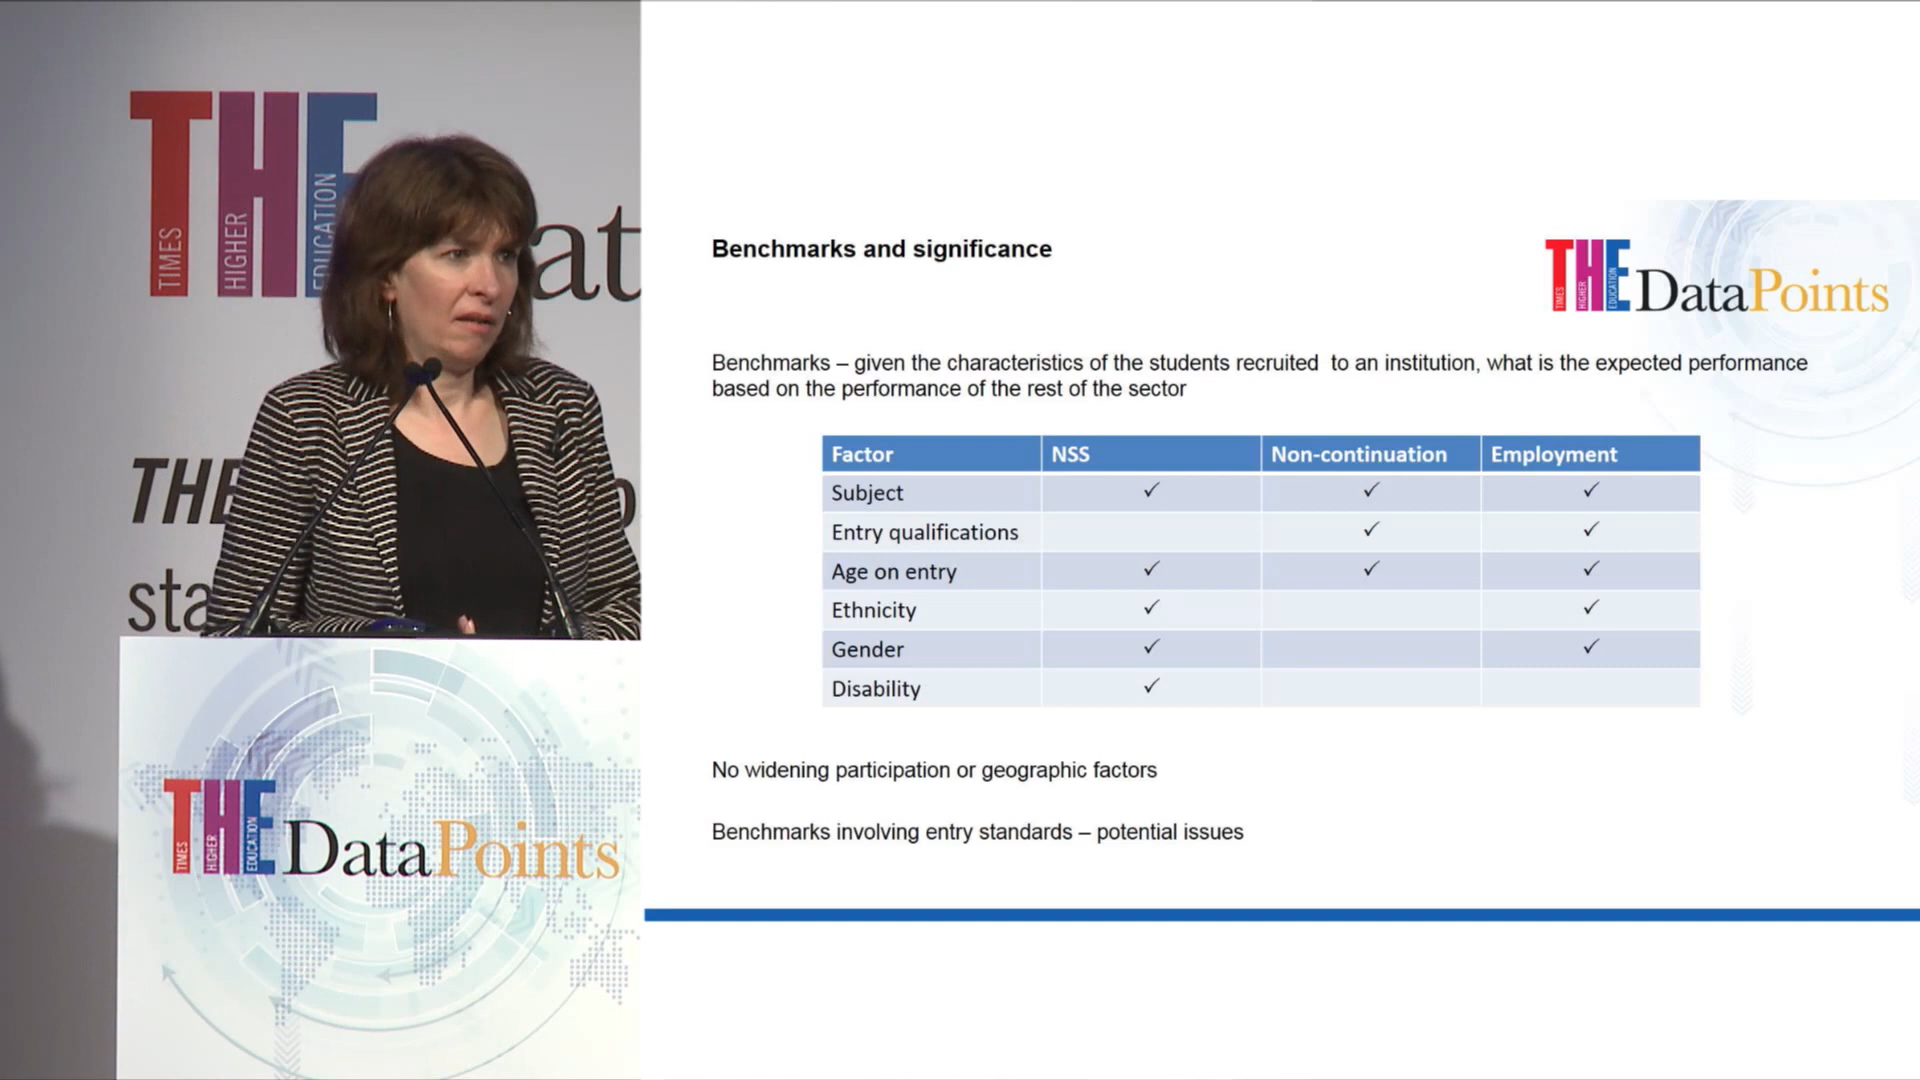 TIMES
HIGHER
EDUCATION
THE
at
THE
sta
TIMES
HIGHER
EDUCATION
THE
DataPoints
Benchmarks and significance
TIMES
HIGHER
EDUCATION
THE
DataPoints
Benchmarks – given the characteristics of the students recruited to an institution, what is the expected performance
based on the performance of the rest of the sector
Factor NSS Non-continuation Employment
Subject ✓ ✓ ✓
Entry qualifications ✓ ✓
Age on entry ✓ ✓ ✓
Ethnicity ✓ ✓
Gender ✓ ✓
Disability ✓
No widening participation or geographic factors
Benchmarks involving entry standards – potential issues